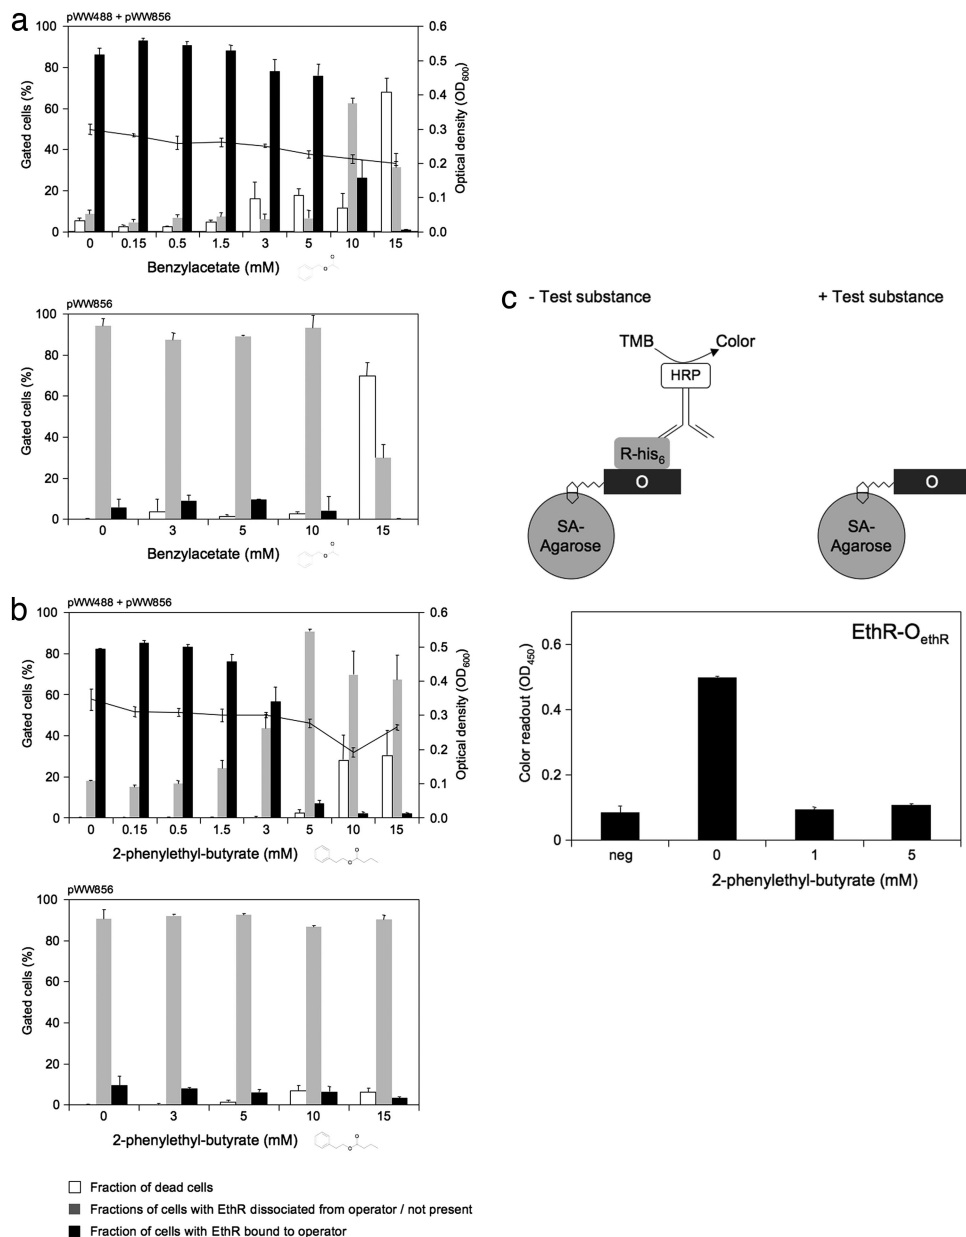 a
pWW488 + pWW856
Gated cells (%)
100
80
60
40
20
0
0.6
0.5
0.4
0.3
0.2
0.1
0.0
Optical density (OD600)
0 0.15 0.5 1.5 3 5 10 15
Benzylacetate (mM)
pWW856
Gated cells (%)
100
80
60
40
20
0
0 3 5 10 15
Benzylacetate (mM)
b
pWW488 + pWW856
Gated cells (%)
100
80
60
40
20
0
0.6
0.5
0.4
0.3
0.2
0.1
0.0
Optical density (OD600)
0 0.15 0.5 1.5 3 5 10 15
2-phenylethyl-butyrate (mM)
pWW856
Gated cells (%)
100
80
60
40
20
0
0 3 5 10 15
2-phenylethyl-butyrate (mM)
Fraction of dead cells
Fractions of cells with EthR dissociated from operator / not present
Fraction of cells with EthR bound to operator
c
- Test substance
+ Test substance
TMB Color
HRP
R-his6
O
SA-
Agarose
O
SA-
Agarose
EthR-OethR
Color readout (OD450)
0.6
0.4
0.2
0
neg 0 1 5
2-phenylethyl-butyrate (mM)